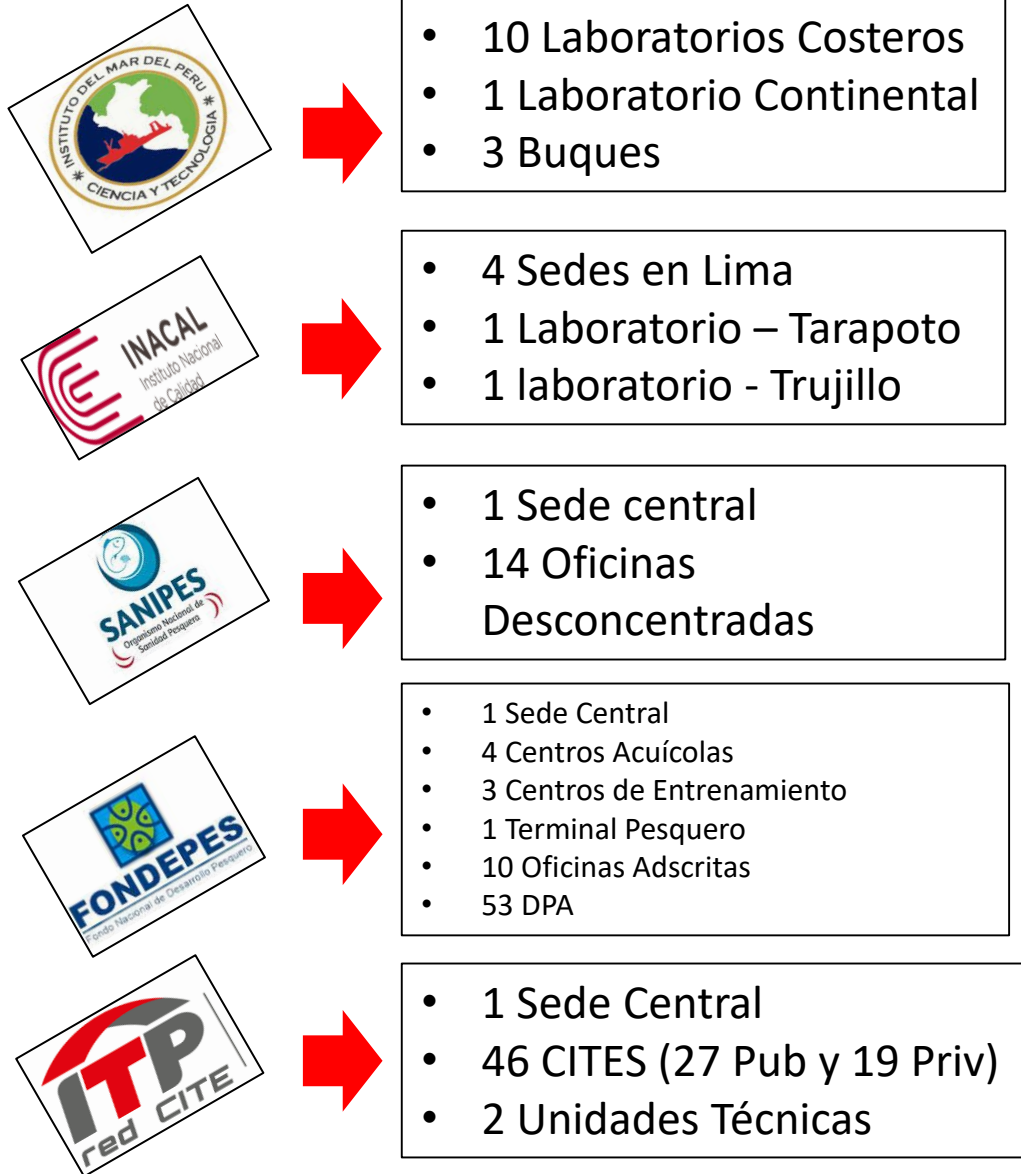 INSTITUTO DEL MAR DEL PERU
* CIENCIA Y TECNOLOGIA *
• 10 Laboratorios Costeros
• 1 Laboratorio Continental
• 3 Buques
INACAL
Instituto Nacional
de Calidad
• 4 Sedes en Lima
• 1 Laboratorio – Tarapoto
• 1 laboratorio - Trujillo
SANIPES
Organismo Nacional de
Sanidad Pesquera
• 1 Sede central
• 14 Oficinas
Desconcentradas
FONDEPES
Fondo Nacional de Desarrollo Pesquero
• 1 Sede Central
• 4 Centros Acuícolas
• 3 Centros de Entrenamiento
• 1 Terminal Pesquero
• 10 Oficinas Adscritas
• 53 DPA
ITP
red CITE
• 1 Sede Central
• 46 CITES (27 Pub y 19 Priv)
• 2 Unidades Técnicas